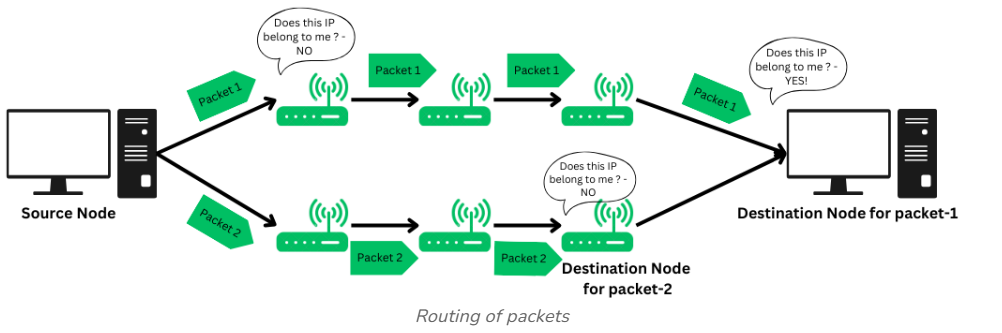 Does this IP
belong to me ? -
NO
Packet 1
Packet 1
Packet 1
Packet 1
Does this IP
belong to me ? -
YES!
Source Node
Destination Node for packet-1
Packet 2
Packet 2
Packet 2
Does this IP
belong to me ? -
NO
Destination Node
for packet-2
Routing of packets